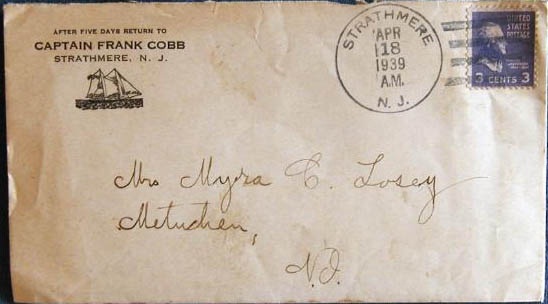 AFTER FIVE DAYS RETURN TO
CAPTAIN FRANK COBB
STRATHMERE, N. J.
STRATHMERE
APR
18
1939
A.M.
N. J.
UNITED
STATES
POSTAGE
3 CENTS 3
Mrs Myra C. Losey
Metuchen,
N.J.